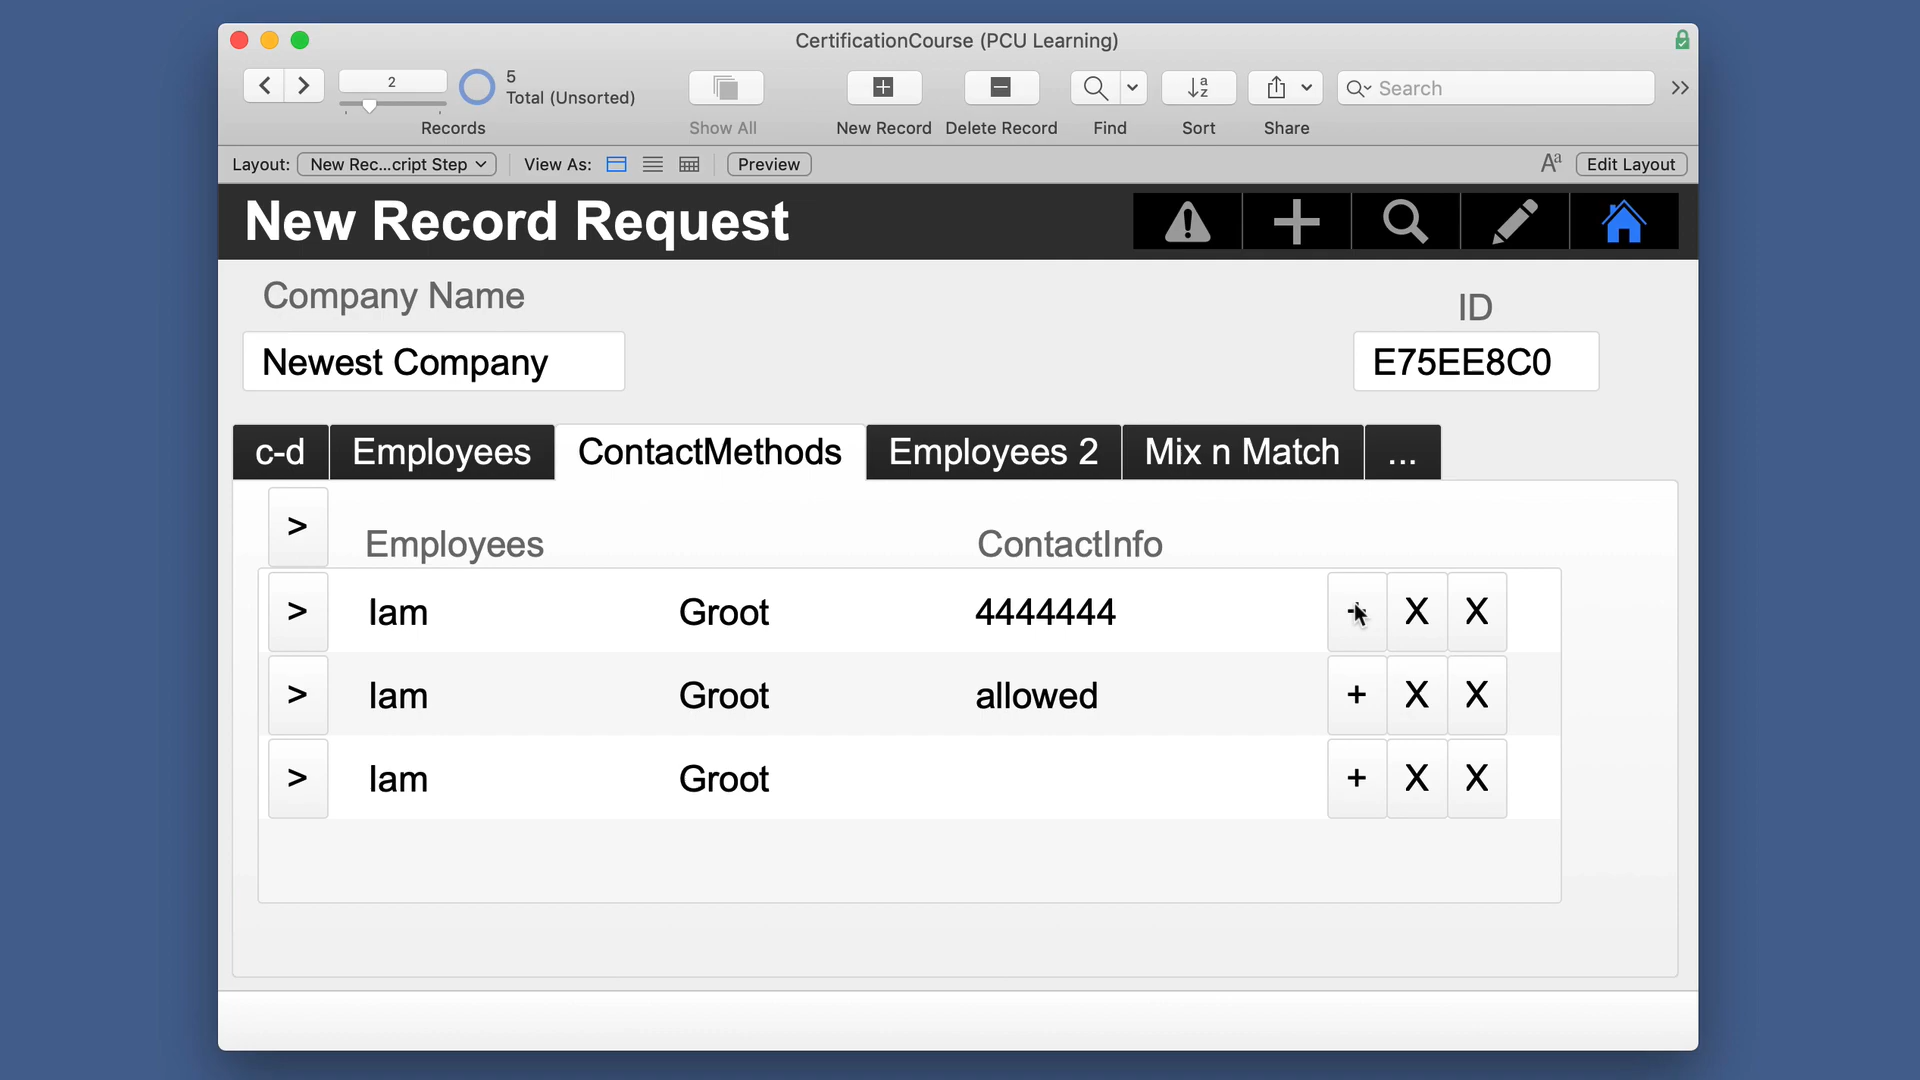 CertificationCourse (PCU Learning)
2
5
Total (Unsorted)
Search
Records
Show All
New Record
Delete Record
Find
Sort
Share
Layout: New Rec...cript Step
View As:
Preview
Aa
Edit Layout
New Record Request
Company Name
ID
Newest Company
E75EE8C0
c-d
Employees
ContactMethods
Employees 2
Mix n Match
...
>
Employees
ContactInfo
> Iam Groot 4444444 + X X
> Iam Groot allowed + X X
> Iam Groot + X X